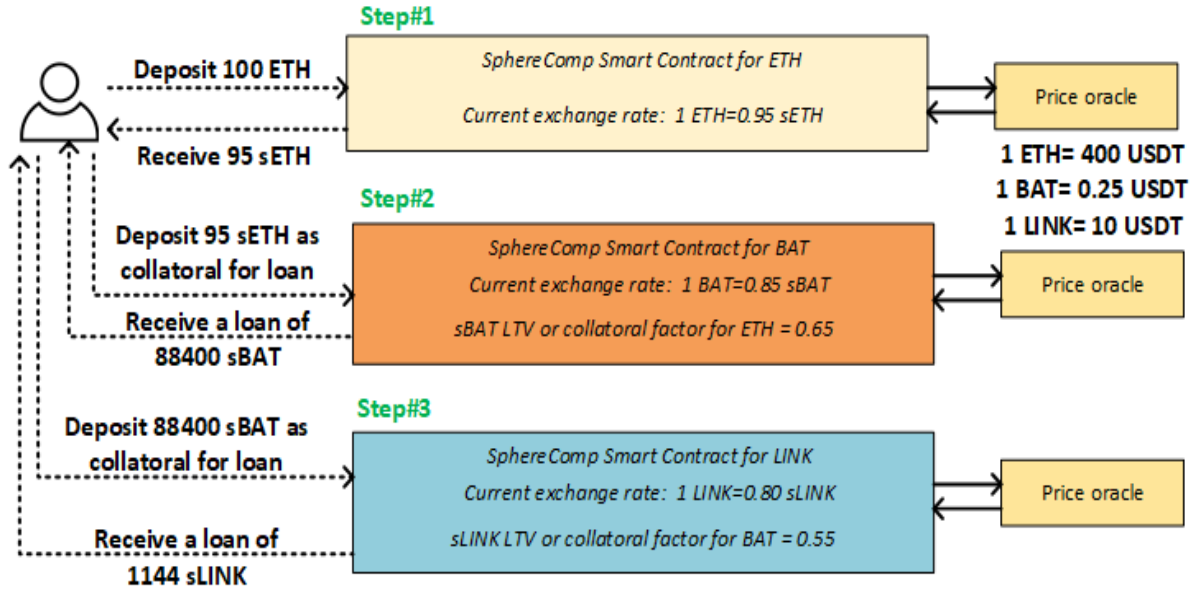 Step#1
SphereComp Smart Contract for ETH
Current exchange rate: 1 ETH=0.95 sETH
Deposit 100 ETH
Receive 95 sETH
Price oracle
1 ETH= 400 USDT
1 BAT= 0.25 USDT
1 LINK= 10 USDT
Step#2
SphereComp Smart Contract for BAT
Current exchange rate: 1 BAT=0.85 sBAT
sBAT LTV or collatoral factor for ETH = 0.65
Deposit 95 sETH as
collatoral for loan
Receive a loan of
88400 sBAT
Price oracle
Step#3
SphereComp Smart Contract for LINK
Current exchange rate: 1 LINK=0.80 sLINK
sLINK LTV or collatoral factor for BAT = 0.55
Deposit 88400 sBAT as
collatoral for loan
Receive a loan of
1144 sLINK
Price oracle